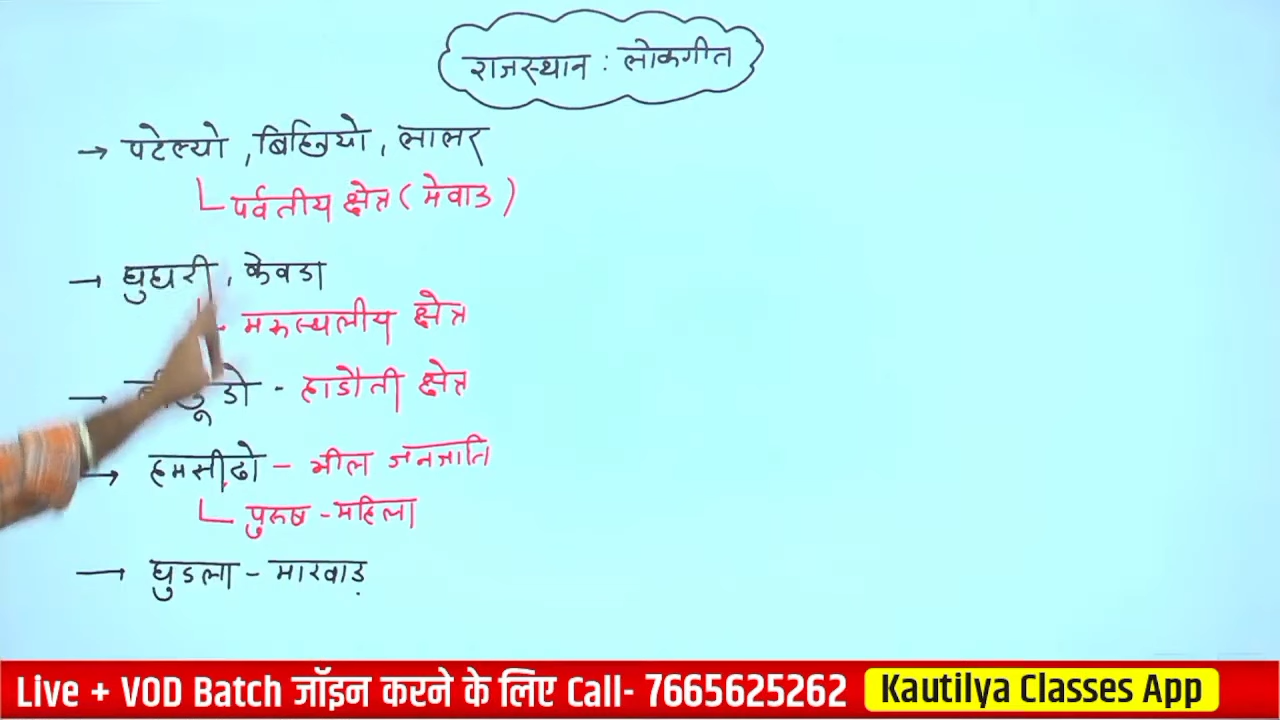 राजस्थान : लोकगीत
→ पटेल्यो , बिछियो , लालर
पर्वतीय क्षेत्र ( मेवाड )
→ घुघरी , केवडा
- मरुस्थलीय क्षेत्र
→ - हाडौती क्षेत्र
→ हमसीढो - भील जनजाति
पुरुष - महिला
→ घुडला - मारवाड़
Live + VOD Batch जॉइन करने के लिए Call- 7665625262 Kautilya Classes App